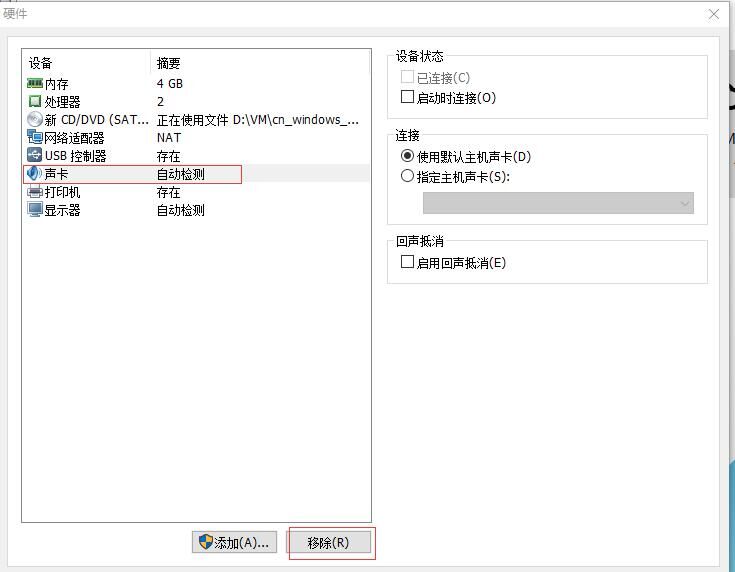 硬件
设备 摘要
内存 4 GB
处理器 2
新 CD/DVD (SAT... 正在使用文件 D:\VM\cn_windows_...
网络适配器 NAT
USB 控制器 存在
声卡 自动检测
打印机 存在
显示器 自动检测
添加(A)... 移除(R)
设备状态
已连接(C)
启动时连接(O)
连接
使用默认主机声卡(D)
指定主机声卡(S):
回声抵消
启用回声抵消(E)